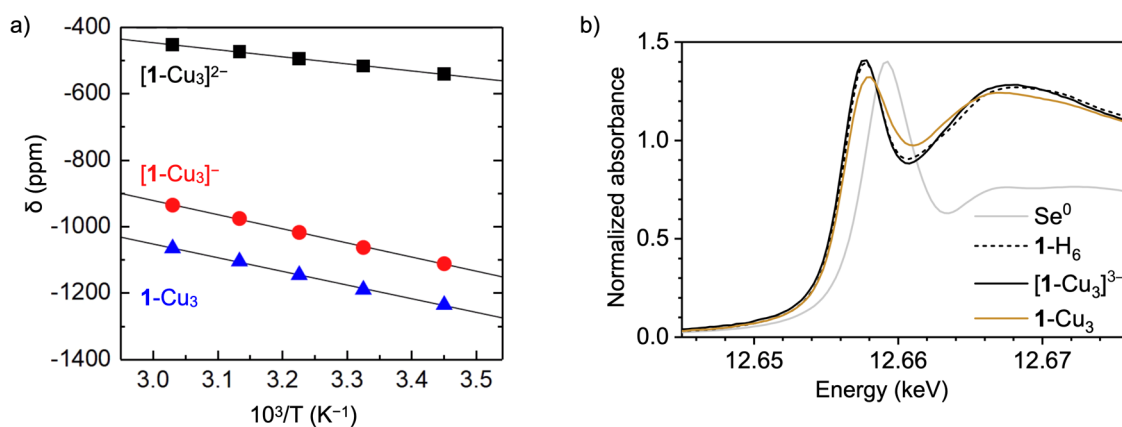 a)
δ (ppm)
-400
-600
-800
-1000
-1200
-1400
[1-Cu₃]²⁻
[1-Cu₃]⁻
1-Cu₃
3.0 3.1 3.2 3.3 3.4 3.5
10³/T (K⁻¹)
b)
Normalized absorbance
1.5
1.0
0.5
0.0
Se⁰
1-H₆
[1-Cu₃]³⁻
1-Cu₃
12.65 12.66 12.67
Energy (keV)